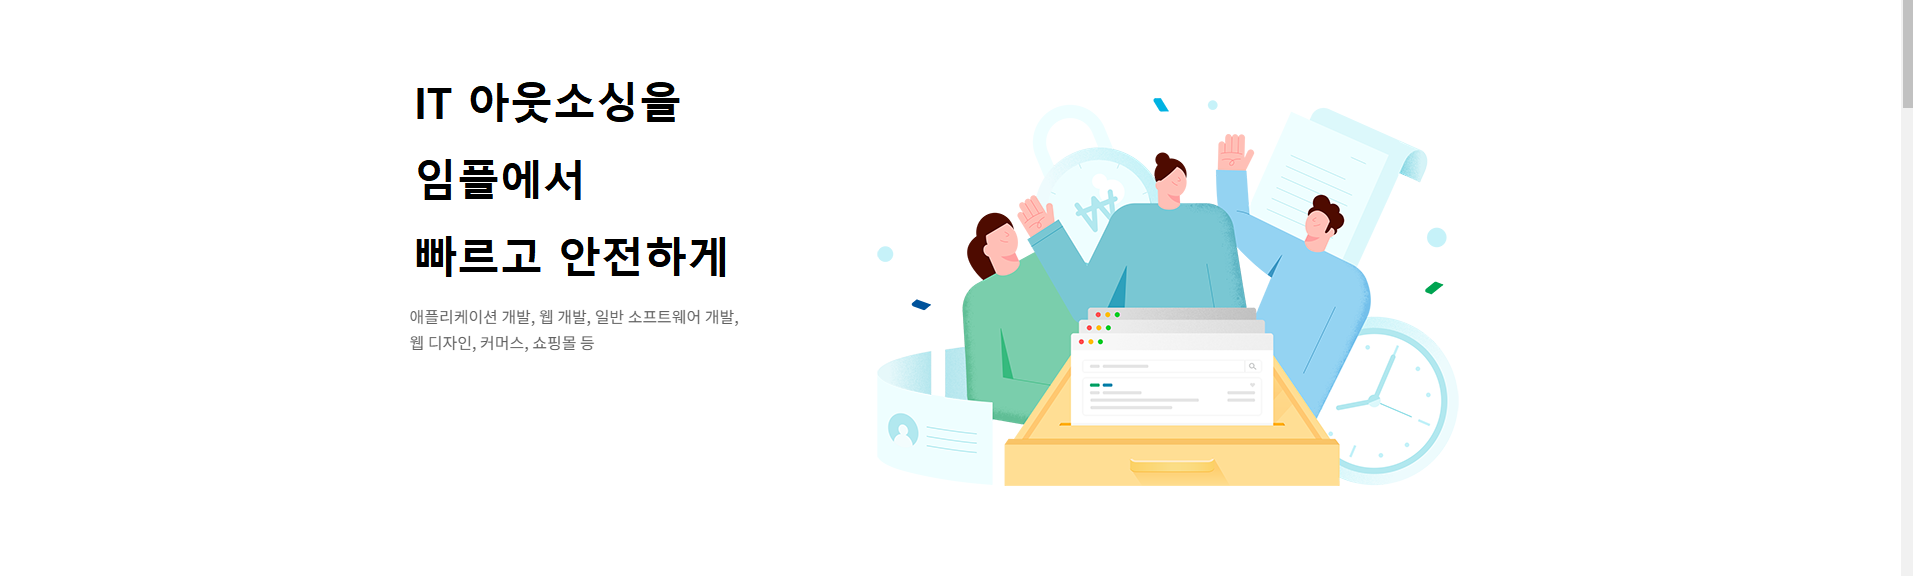 IT 아웃소싱을
임플에서
빠르고 안전하게
애플리케이션 개발, 웹 개발, 일반 소프트웨어 개발,
웹 디자인, 커머스, 쇼핑몰 등
₩